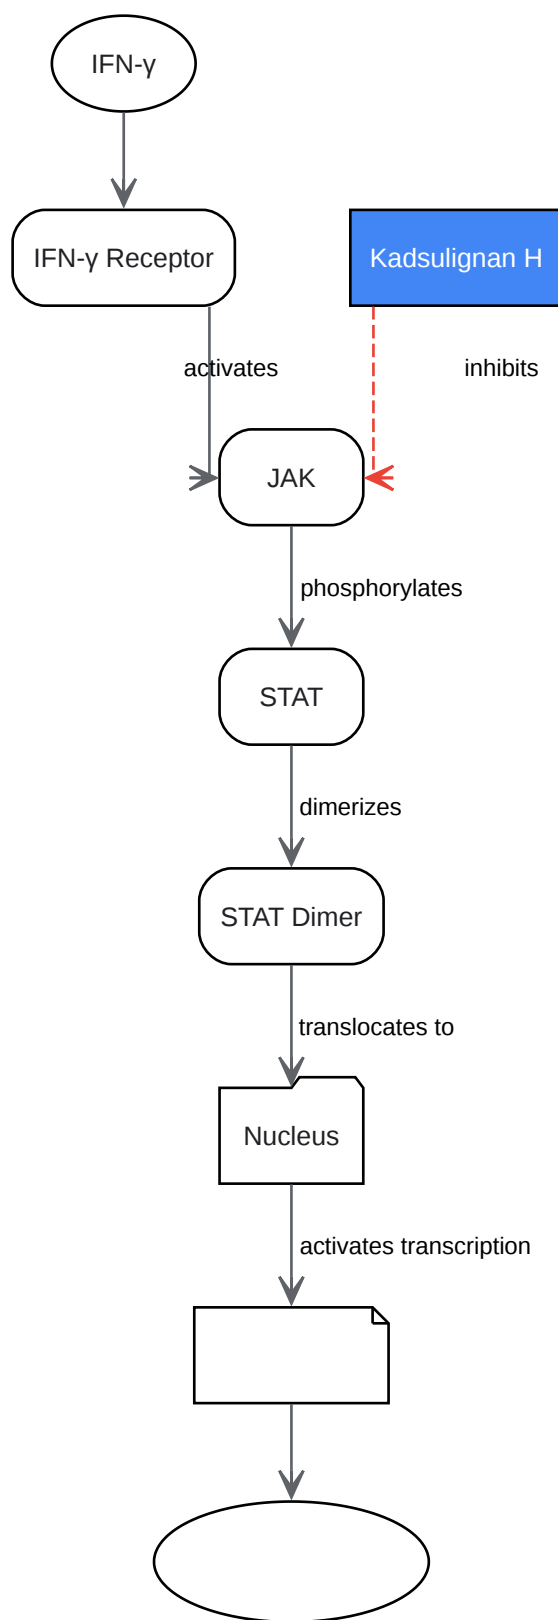 IFN-γ
IFN-γ Receptor
Kadsulignan H
activates
inhibits
JAK
phosphorylates
STAT
dimerizes
STAT Dimer
translocates to
Nucleus
activates transcription